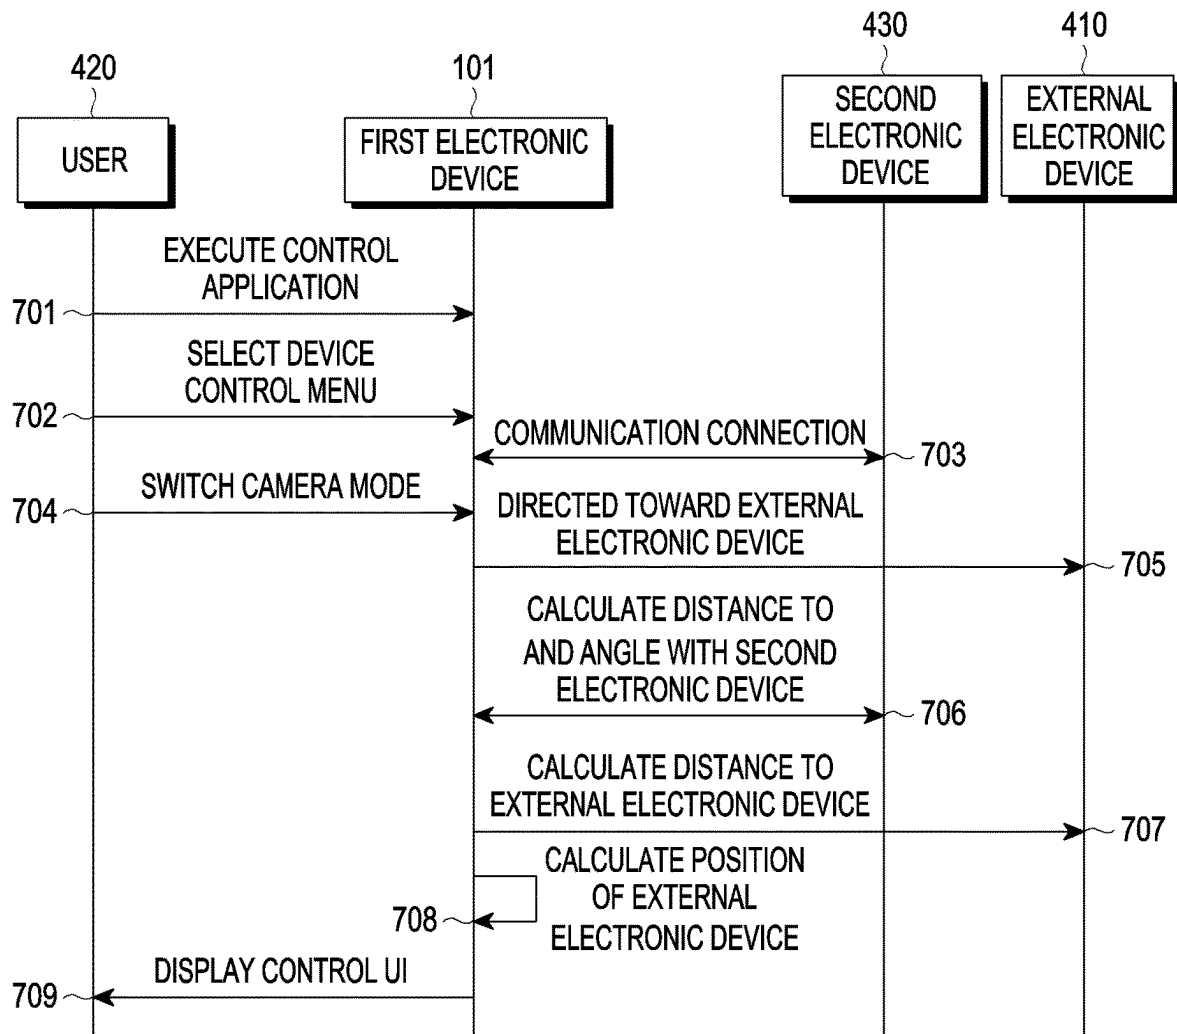 430
410
420
101
SECOND
ELECTRONIC
DEVICE
EXTERNAL
ELECTRONIC
DEVICE
USER
FIRST ELECTRONIC
DEVICE
EXECUTE CONTROL
APPLICATION
701
SELECT DEVICE
CONTROL MENU
702
COMMUNICATION CONNECTION
703
SWITCH CAMERA MODE
704
DIRECTED TOWARD EXTERNAL
ELECTRONIC DEVICE
705
CALCULATE DISTANCE TO
AND ANGLE WITH SECOND
ELECTRONIC DEVICE
706
CALCULATE DISTANCE TO
EXTERNAL ELECTRONIC DEVICE
707
CALCULATE POSITION
OF EXTERNAL
ELECTRONIC DEVICE
708
DISPLAY CONTROL UI
709